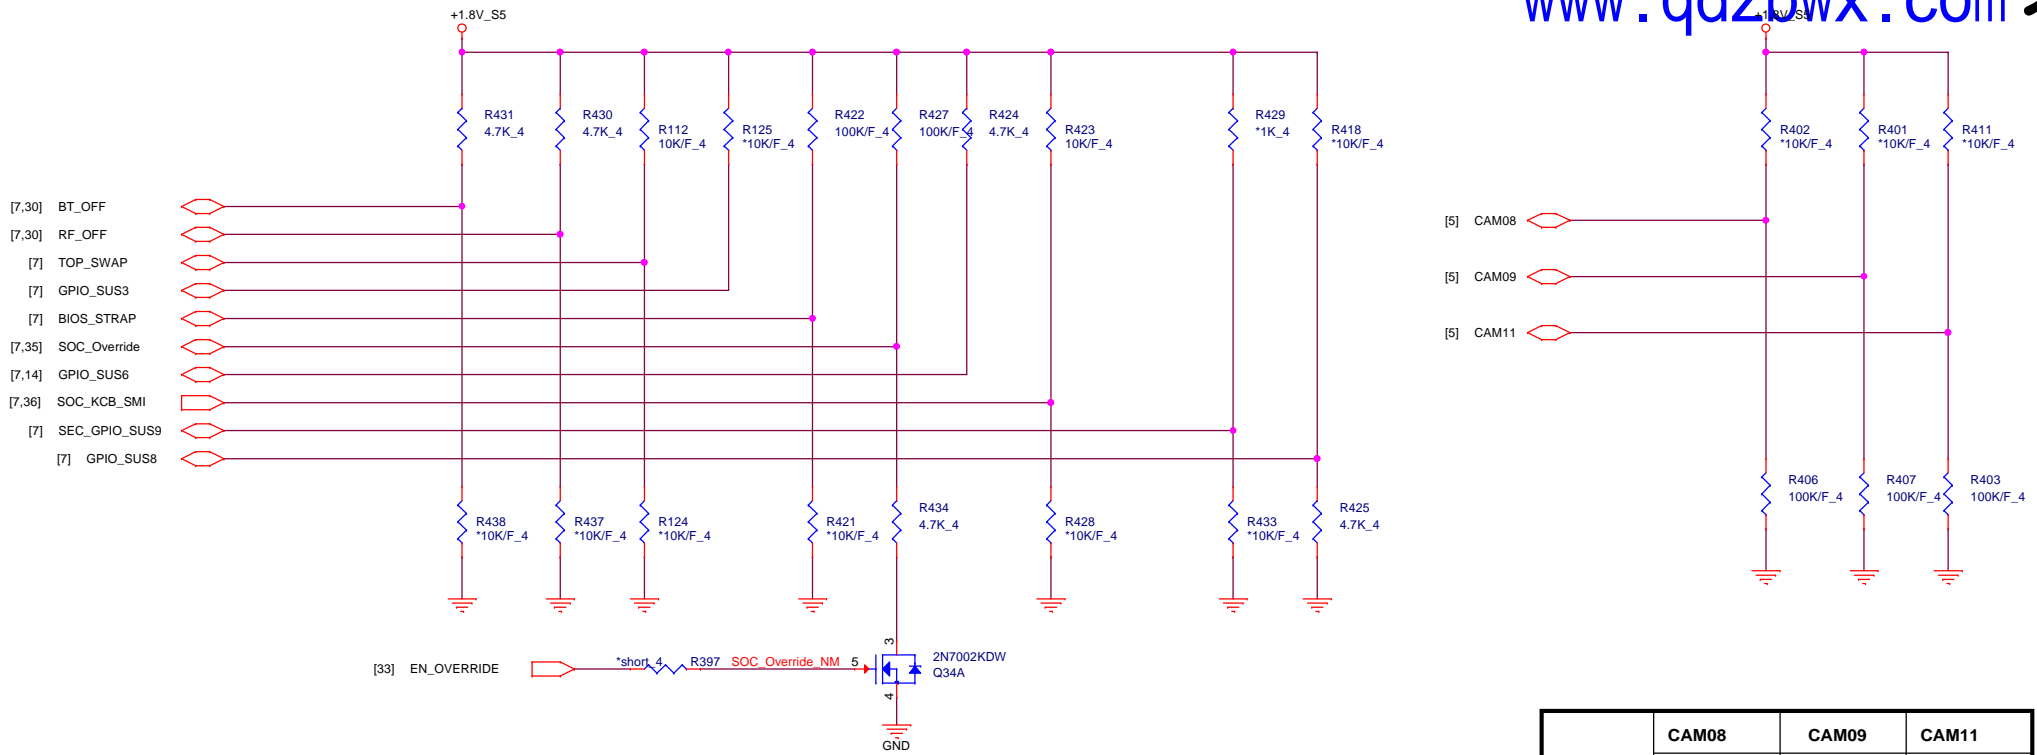 www.qdzbwx.com
+1.8V_S5
+1.8V_S5
R431
4.7K_4
R430
4.7K_4
R112
10K/F_4
R125
*10K/F_4
R422
100K/F_4
R427
100K/F_4
R424
4.7K_4
R423
10K/F_4
R429
*1K_4
R418
*10K/F_4
R402
*10K/F_4
R401
*10K/F_4
R411
*10K/F_4
[7,30] BT_OFF
[7,30] RF_OFF
[7] TOP_SWAP
[7] GPIO_SUS3
[7] BIOS_STRAP
[7,35] SOC_Override
[7,14] GPIO_SUS6
[7,36] SOC_KCB_SMI
[7] SEC_GPIO_SUS9
[7] GPIO_SUS8
[5] CAM08
[5] CAM09
[5] CAM11
R438
*10K/F_4
R437
*10K/F_4
R124
*10K/F_4
R421
*10K/F_4
R434
4.7K_4
R428
*10K/F_4
R433
*10K/F_4
R425
4.7K_4
R406
100K/F_4
R407
100K/F_4
R403
100K/F_4
[33] EN_OVERRIDE
*short_4 R397 SOC_Override_NM 5
3
4
2N7002KDW
Q34A
GND
CAM08 CAM09 CAM11